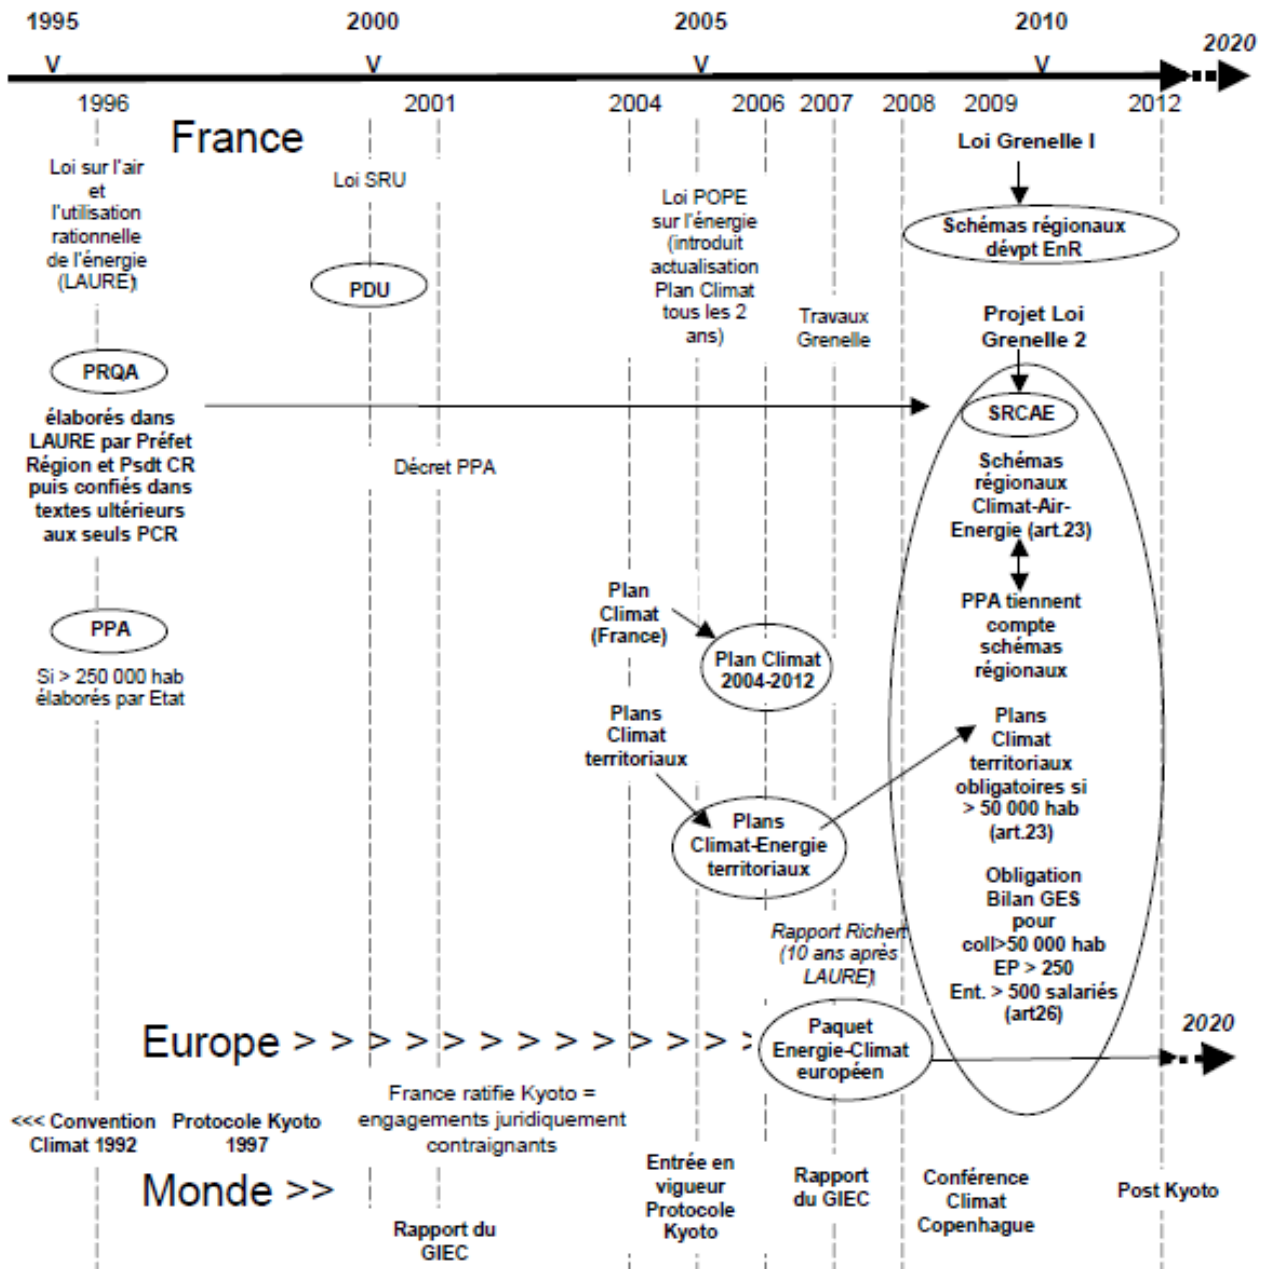 1995
2000
2005
2010
2020
V
V
V
V
1996
2001
2004
2006
2007
2008
2009
2012
France
Loi sur l'air
et
l'utilisation
rationnelle
de l'énergie
(LAURE)
PRQA
élaborés dans
LAURE par Préfet
Région et Psdt CR
puis confiés dans
textes ultérieurs
aux seuls PCR
PPA
Si > 250 000 hab
élaborés par Etat
Loi SRU
PDU
Décret PPA
Loi POPE
sur l'énergie
(introduit
actualisation
Plan Climat
tous les 2
ans)
Travaux
Grenelle
Plan
Climat
(France)
Plan Climat
2004-2012
Plans
Climat
territoriaux
Plans
Climat-Energie
territoriaux
Rapport Richert
(10 ans après
LAURE)
Loi Grenelle I
Schémas régionaux
dévpt EnR
Projet Loi
Grenelle 2
SRCAE
Schémas
régionaux
Climat-Air-
Energie (art.23)
PPA tiennent
compte
schémas
régionaux
Plans
Climat
territoriaux
obligatoires si
> 50 000 hab
(art.23)
Obligation
Bilan GES
pour
coll>50 000 hab
EP > 250
Ent. > 500 salariés
(art26)
Europe > > > > > > > > > > > > >
Paquet
Energie-Climat
européen
2020
<<< Convention
Climat 1992
Protocole Kyoto
1997
France ratifie Kyoto =
engagements juridiquement
contraignants
Monde >>
Rapport du
GIEC
Entrée en
vigueur
Protocole
Kyoto
Rapport
du GIEC
Conférence
Climat
Copenhague
Post Kyoto